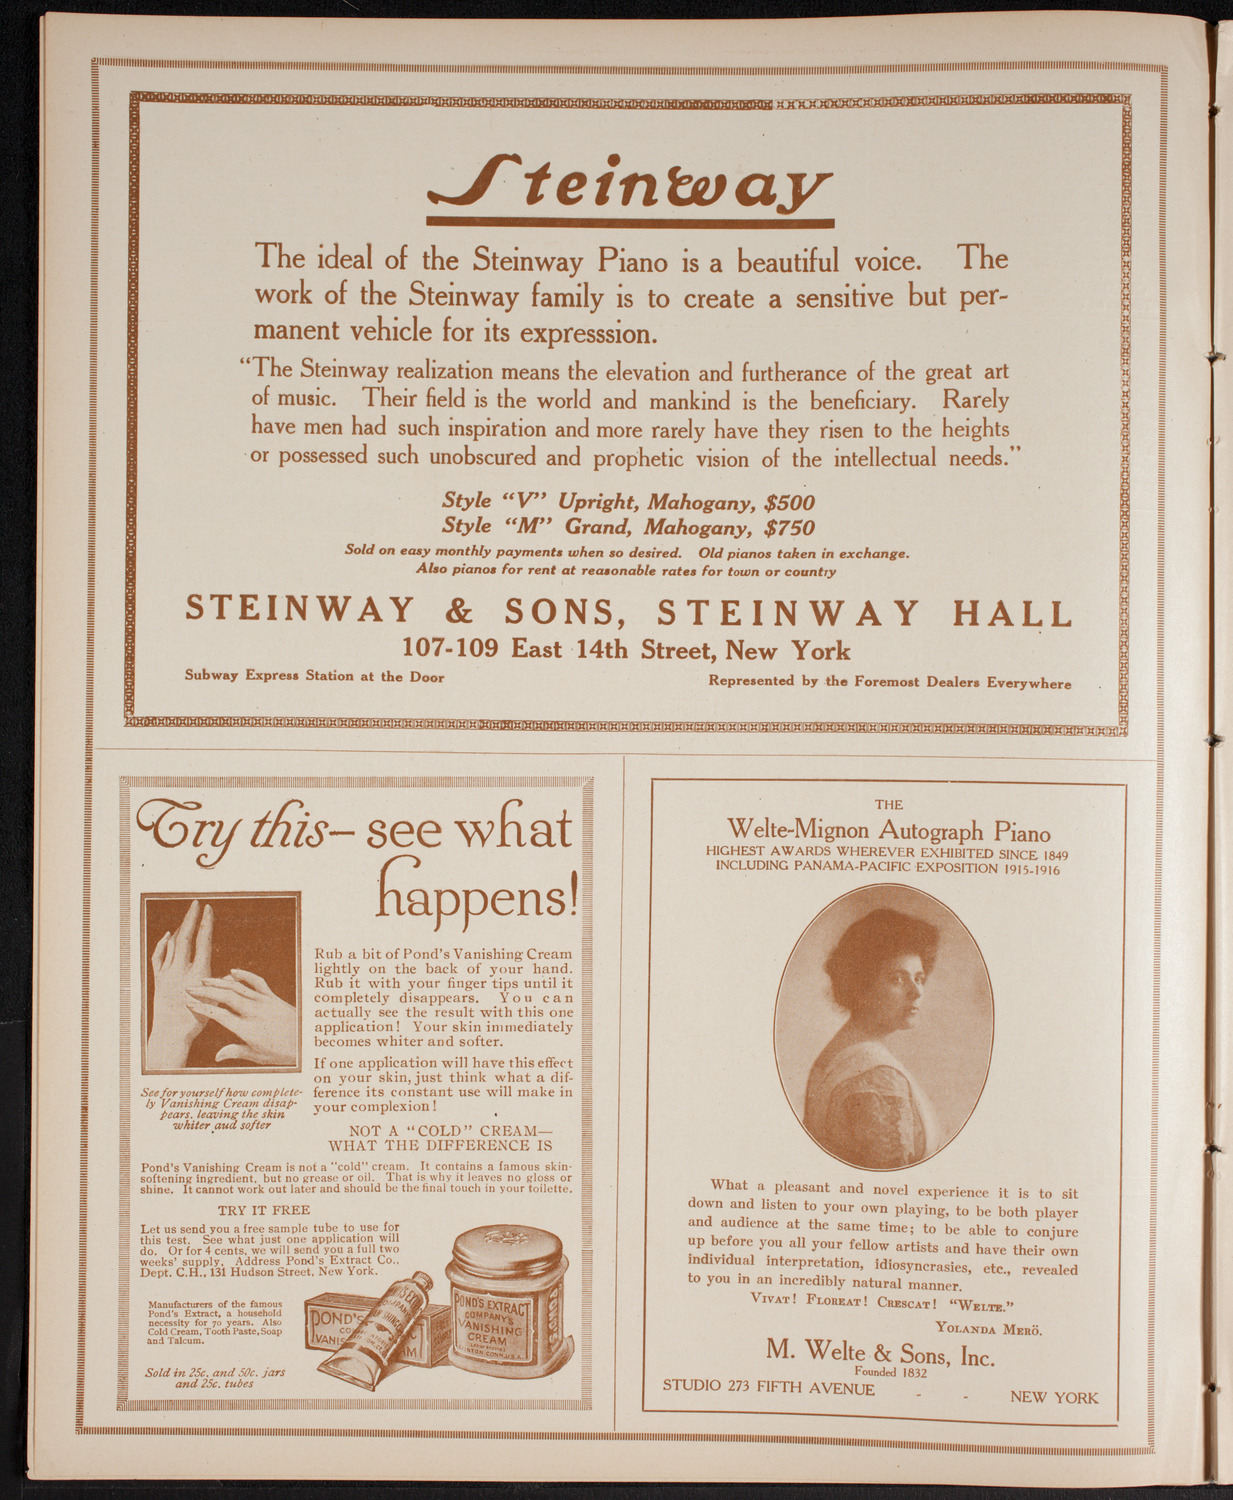 Steinway
The ideal of the Steinway Piano is a beautiful voice. The
work of the Steinway family is to create a sensitive but per-
manent vehicle for its expresssion.
“The Steinway realization means the elevation and furtherance of the great art
of music. Their field is the world and mankind is the beneficiary. Rarely
have men had such inspiration and more rarely have they risen to the heights
or possessed such unobscured and prophetic vision of the intellectual needs.”
Style “V” Upright, Mahogany, $500
Style “M” Grand, Mahogany, $750
Sold on easy monthly payments when so desired. Old pianos taken in exchange.
Also pianos for rent at reasonable rates for town or country
STEINWAY & SONS, STEINWAY HALL
107-109 East 14th Street, New York
Subway Express Station at the Door
Represented by the Foremost Dealers Everywhere
Try this— see what
happens!
Rub a bit of Pond's Vanishing Cream
lightly on the back of your hand.
Rub it with your finger tips until it
completely disappears. You can
actually see the result with this one
application! Your skin immediately
becomes whiter and softer.
If one application will have this effect
on your skin, just think what a dif-
ference its constant use will make in
your complexion!
See for yourself how complete-
ly Vanishing Cream disap-
pears, leaving the skin
whiter and softer
NOT A “COLD” CREAM—
WHAT THE DIFFERENCE IS
Pond's Vanishing Cream is not a "cold" cream. It contains a famous skin-
softening ingredient, but no grease or oil. That is why it leaves no gloss or
shine. It cannot work out later and should be the final touch in your toilette.
TRY IT FREE
Let us send you a free sample tube to use for
this test. See what just one application will
do. Or for 4 cents, we will send you a full two
weeks' supply. Address Pond's Extract Co.,
Dept. C.H., 131 Hudson Street, New York.
Manufacturers of the famous
Pond's Extract, a household
necessity for 70 years. Also
Cold Cream, Tooth Paste, Soap
and Talcum.
Sold in 25c. and 50c. jars
and 25c. tubes
POND'S
VANIS
POND'S EXTRACT
COMPANY'S
VANISHING
CREAM
THE
Welte-Mignon Autograph Piano
HIGHEST AWARDS WHEREVER EXHIBITED SINCE 1849
INCLUDING PANAMA-PACIFIC EXPOSITION 1915-1916
What a pleasant and novel experience it is to sit
down and listen to your own playing, to be both player
and audience at the same time; to be able to conjure
up before you all your fellow artists and have their own
individual interpretation, idiosyncrasies, etc., revealed
to you in an incredibly natural manner.
VIVAT! FLOREAT! CRESCAT! “WELTE.”
YOLANDA MERÖ.
M. Welte & Sons, Inc.
Founded 1832
STUDIO 273 FIFTH AVENUE - - NEW YORK